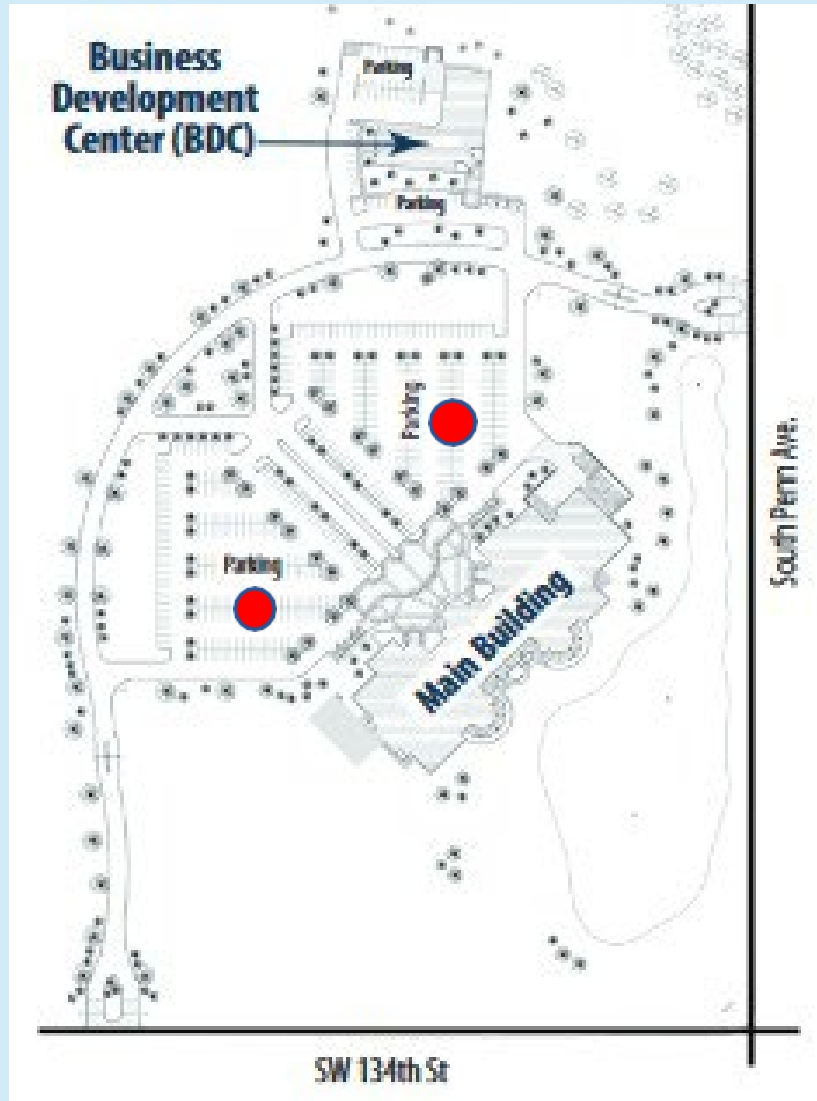 Business
Development
Center (BDC)
Parking
Parking
Parking
Parking
Main Building
South Penn Ave.
SW 134th St